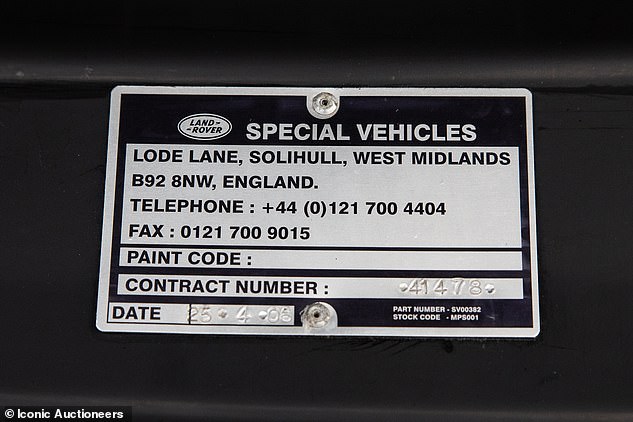 LAND-
-ROVER
SPECIAL VEHICLES
LODE LANE, SOLIHULL, WEST MIDLANDS
B92 8NW, ENGLAND.
TELEPHONE : +44 (0)121 700 4404
FAX : 0121 700 9015
PAINT CODE :
CONTRACT NUMBER : •41478•
DATE 25•4•06
PART NUMBER - SV00382
STOCK CODE - MPS001
© Iconic Auctioneers